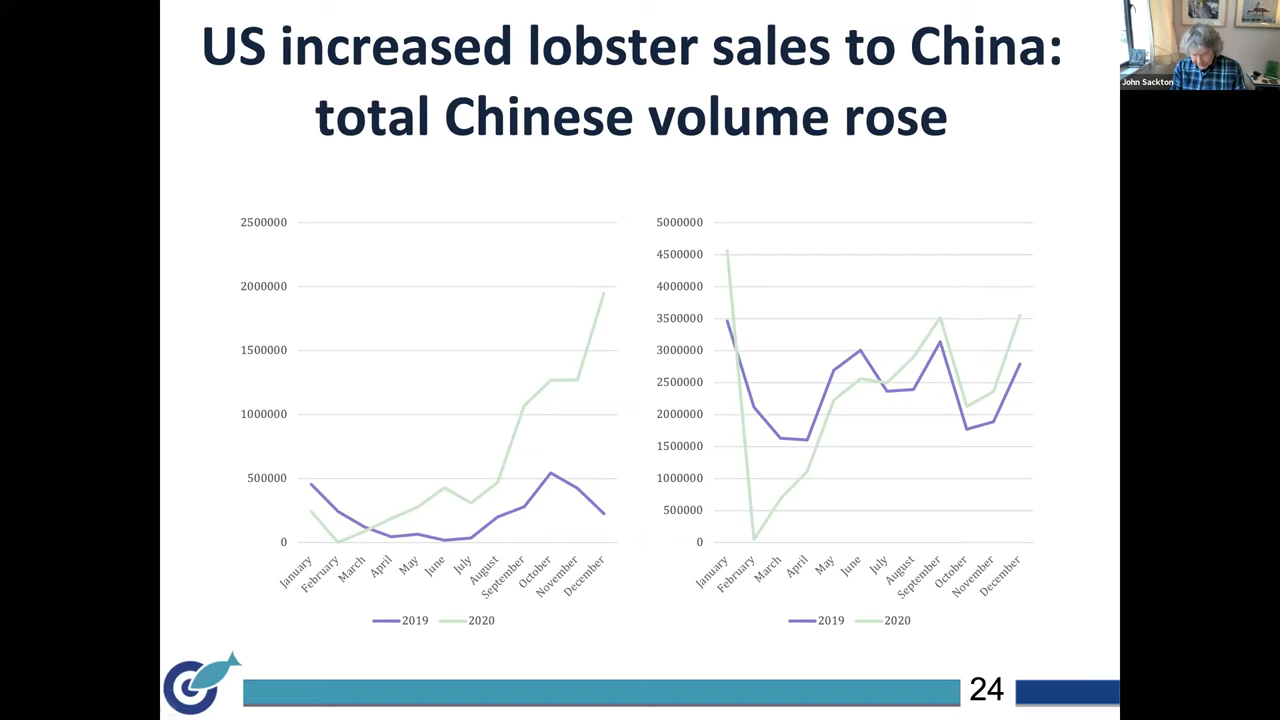 US increased lobster sales to China:
total Chinese volume rose
John Sackton
2500000
2000000
1500000
1000000
500000
0
January
February
March
April
May
June
July
August
September
October
November
December
2019
2020
5000000
4500000
4000000
3500000
3000000
2500000
2000000
1500000
1000000
500000
0
January
February
March
April
May
June
July
August
September
October
November
December
2019
2020
24